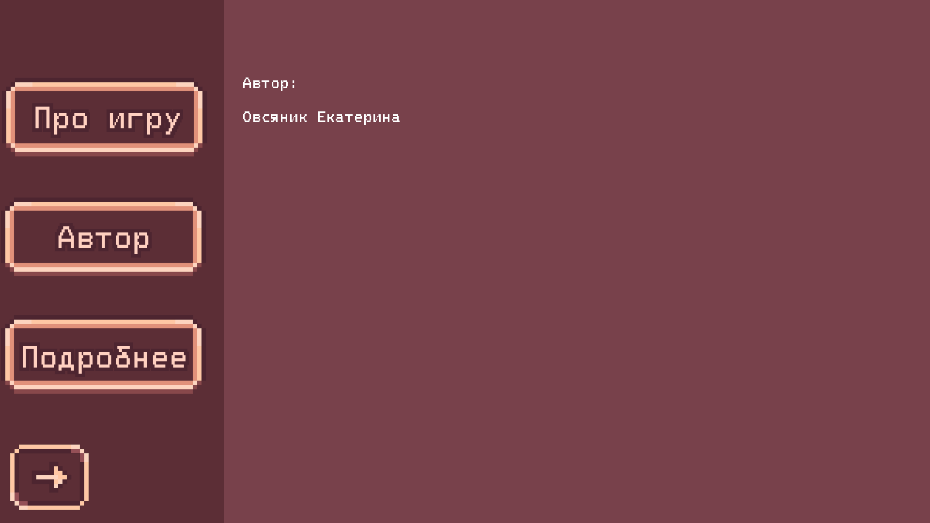 Про игру
Автор
Подробнее
Автор:
Овсяник Екатерина